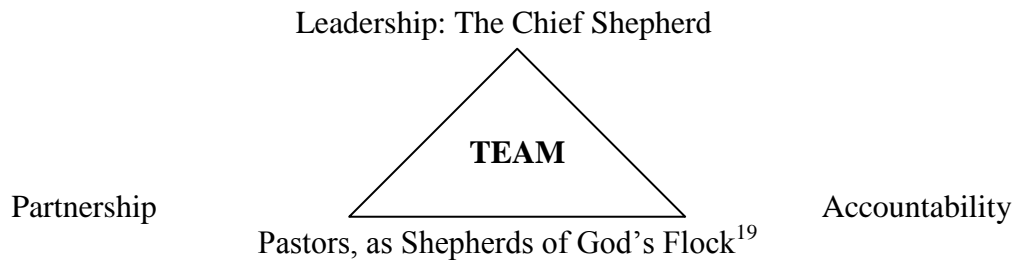 Leadership: The Chief Shepherd
TEAM
Partnership
Accountability
Pastors, as Shepherds of God’s Flock19